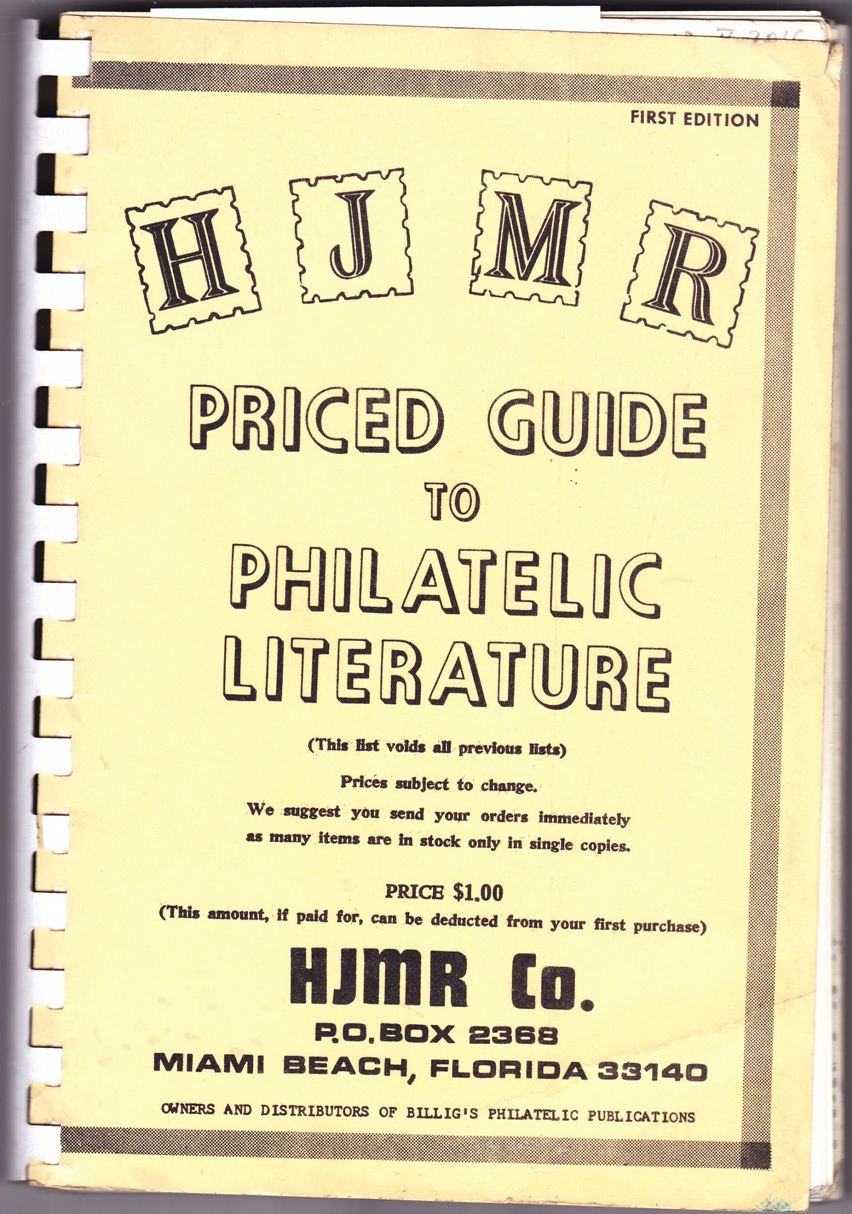 FIRST EDITION
H J M R
PRICED GUIDE
TO
PHILATELIC
LITERATURE
(This list voids all previous lists)
Prices subject to change.
We suggest you send your orders immediately
as many items are in stock only in single copies.
PRICE $1.00
(This amount, if paid for, can be deducted from your first purchase)
HJMR Co.
P.O. BOX 2368
MIAMI BEACH, FLORIDA 33140
OWNERS AND DISTRIBUTORS OF BILLIG'S PHILATELIC PUBLICATIONS